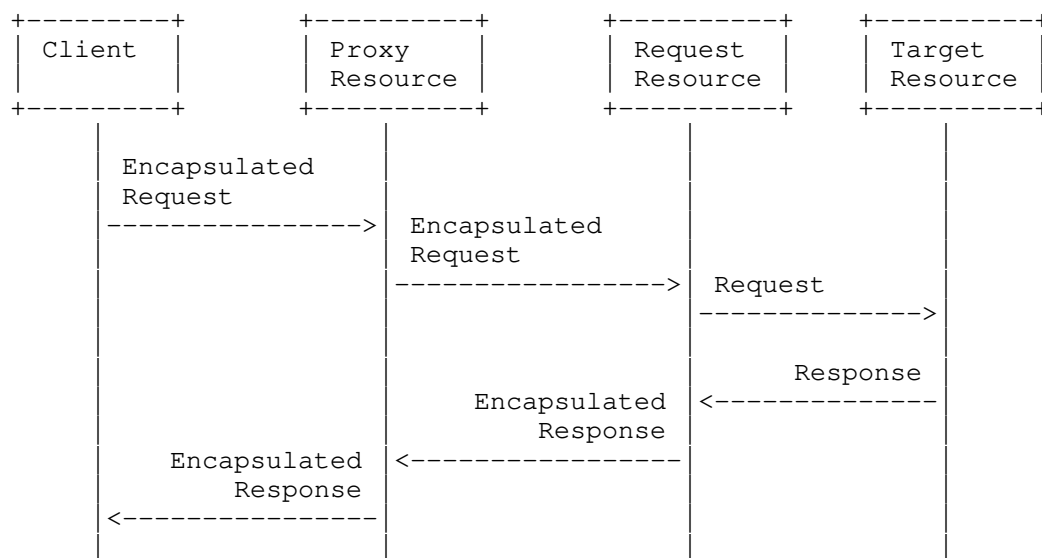 Client Proxy Request Target
Resource Resource Resource
Encapsulated
Request
Encapsulated
Request
Request
Response
Encapsulated
Response
Encapsulated
Response